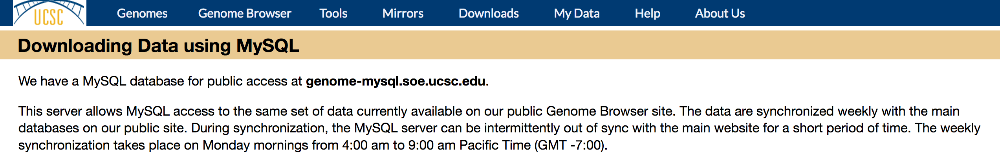 UCSC Genomes Genome Browser Tools Mirrors Downloads My Data Help About Us
Downloading Data using MySQL
We have a MySQL database for public access at genome-mysql.soe.ucsc.edu.
This server allows MySQL access to the same set of data currently available on our public Genome Browser site. The data are synchronized weekly with the main
databases on our public site. During synchronization, the MySQL server can be intermittently out of sync with the main website for a short period of time. The weekly
synchronization takes place on Monday mornings from 4:00 am to 9:00 am Pacific Time (GMT -7:00).